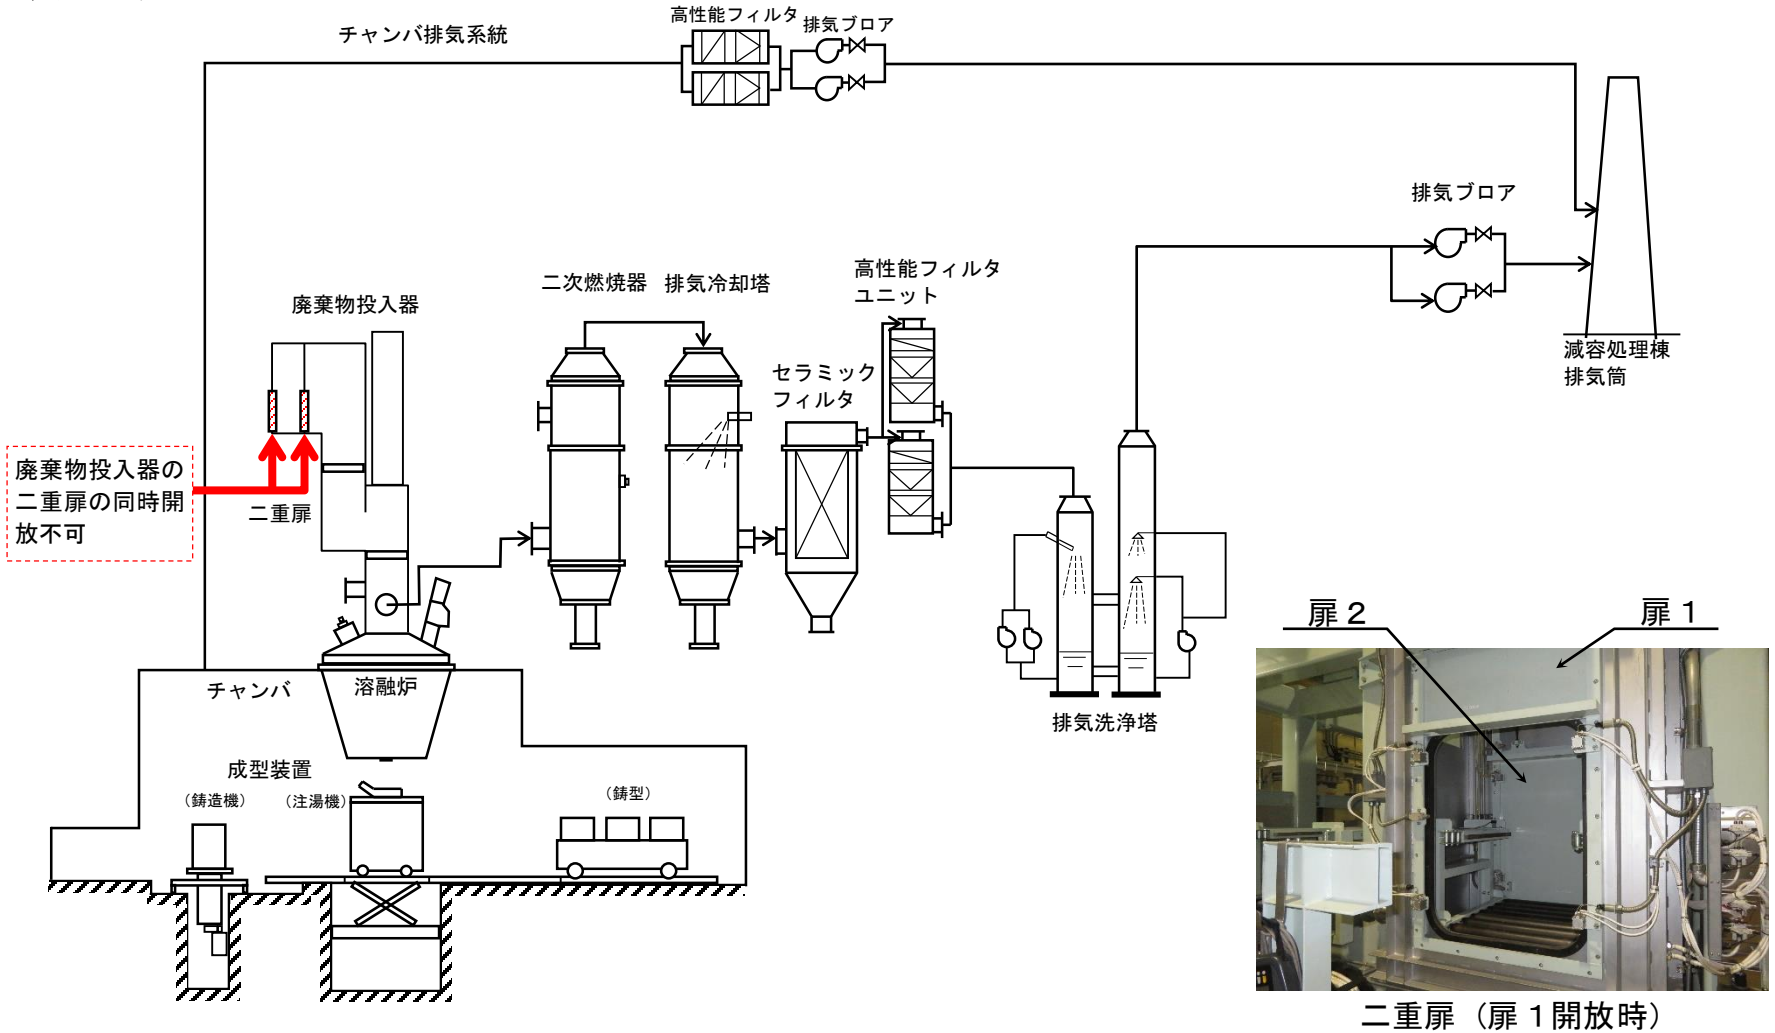 高性能フィルタ
排気ブロア
チャンバ排気系統
排気ブロア
高性能フィルタ
ユニット
二次燃焼器
排気冷却塔
廃棄物投入器
減容処理棟
排気筒
セラミック
フィルタ
廃棄物投入器の
二重扉の同時開
放不可
二重扉
扉２
扉１
チャンバ
溶融炉
排気洗浄塔
成型装置
（鋳造機）
（注湯機）
（鋳型）
二重扉（扉１開放時）